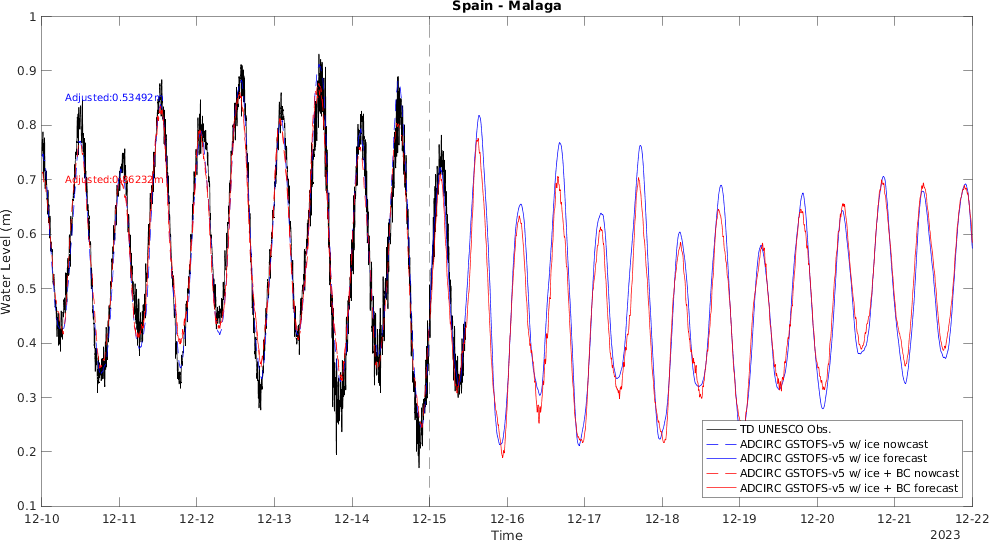 Spain - Malaga
1
0.9
0.8
0.7
0.6
0.5
0.4
0.3
0.2
0.1
Water Level (m)
Adjusted:0.53492m
Adjusted:0.86232m
TD UNESCO Obs.
ADCIRC GSTOFS-v5 w/ ice nowcast
ADCIRC GSTOFS-v5 w/ ice forecast
ADCIRC GSTOFS-v5 w/ ice + BC nowcast
ADCIRC GSTOFS-v5 w/ ice + BC forecast
12-10 12-11 12-12 12-13 12-14 12-15 12-16 12-17 12-18 12-19 12-20 12-21 12-22
Time
2023